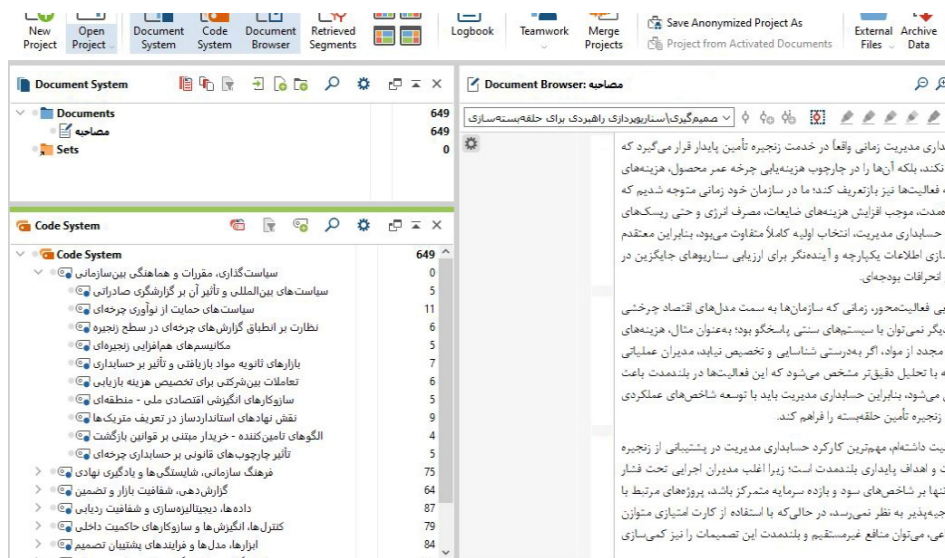 New Project
Open Project
Document System
Code System
Document Browser
Retrieved Segments
Logbook
Teamwork
Merge Projects
Save Anonymized Project As
Project from Activated Documents
External Files
Archive Data
Document System
Documents 649
مصاحبه 649
Sets 0
Code System
Code System 649
سیاست گذاری، مقررات و هماهنگی بین‌سازمانی 0
سیاست‌های بین‌المللی و تأثیر آن بر گزارشگری صادراتی 5
سیاست‌های حمایت از نوآوری چرخه‌ای 11
نظارت بر انطباق گزارش‌های چرخه‌ای در سطح زنجیره 6
مکانیسم‌های هم‌افزایی زنجیره‌ای 5
بازارهای ثانویه مواد بازیافتی و تأثیر بر حسابداری 7
تعاملات بین‌شرکتی برای تخصیص هزینه بازیابی 6
سازوکارهای انگیزشی اقتصادی ملی - منطقه‌ای 5
نقش نهادهای استانداردساز در تعریف متریک‌ها 9
الگوهای تامین‌کننده - خریدار مبتنی بر قوانین بازگشت 4
تأثیر چارچوب‌های قانونی بر حسابداری چرخه‌ای 5
فرهنگ سازمانی، شایستگی‌ها و یادگیری نهادی 75
گزارش‌دهی، شفافیت بازار و تضمین 64
داده‌ها، دیجیتالیزه‌سازی و شفافیت ردیابی 87
کنترل‌ها، انگیزش‌ها و سازوکارهای حاکمیت داخلی 79
ابزارها، مدل‌ها و فرایندهای پشتیبان تصمیم 84
Document Browser: مصاحبه
صمیم‌گیری\سناریوپردازی راهبردی برای حلقه‌بسته‌سازی
داری مدیریت زمانی واقعاً در خدمت زنجیره تأمین پایدار قرار می‌گیرد که
نکند، بلکه آن‌ها را در چارچوب هزینه‌یابی چرخه عمر محصول، هزینه‌های
ه فعالیت‌ها نیز بازتعریف کند؛ ما در سازمان خود زمانی متوجه شدیم که
مدت، موجب افزایش هزینه‌های ضایعات، مصرف انرژی و حتی ریسک‌های
حسابداری مدیریت، انتخاب اولیه کاملاً متفاوت می‌بود، بنابراین معتقدم
سازی اطلاعات یکپارچه و آینده‌نگر برای ارزیابی سناریوهای جایگزین در
انحرافات بودجه‌ای.
بی فعالیت‌محور، زمانی که سازمان‌ها به سمت مدل‌های اقتصاد چرخشی
دیگر نمی‌توان با سیستم‌های سنتی پاسخگو بود؛ به‌عنوان مثال، هزینه‌های
مجدد از مواد، اگر به‌درستی شناسایی و تخصیص نیابد، مدیران عملیاتی
ه با تحلیل دقیق‌تر مشخص می‌شود که این فعالیت‌ها در بلندمدت باعث
می‌شود، بنابراین حسابداری مدیریت باید با توسعه شاخص‌های عملکردی
زنجیره تأمین حلقه‌بسته را فراهم کند.
لیت داشته‌ام، مهم‌ترین کارکرد حسابداری مدیریت در پشتیبانی از زنجیره
ت و اهداف پایداری بلندمدت است؛ زیرا اغلب مدیران اجرایی تحت فشار
تنها بر شاخص‌های سود و بازده سرمایه متمرکز باشد، پروژه‌های مرتبط با
جیه‌پذیر به نظر نمی‌رسد، در حالی‌که با استفاده از کارت امتیازی متوازن
عی، می‌توان منافع غیرمستقیم و بلندمدت این تصمیمات را نیز کمی‌سازی